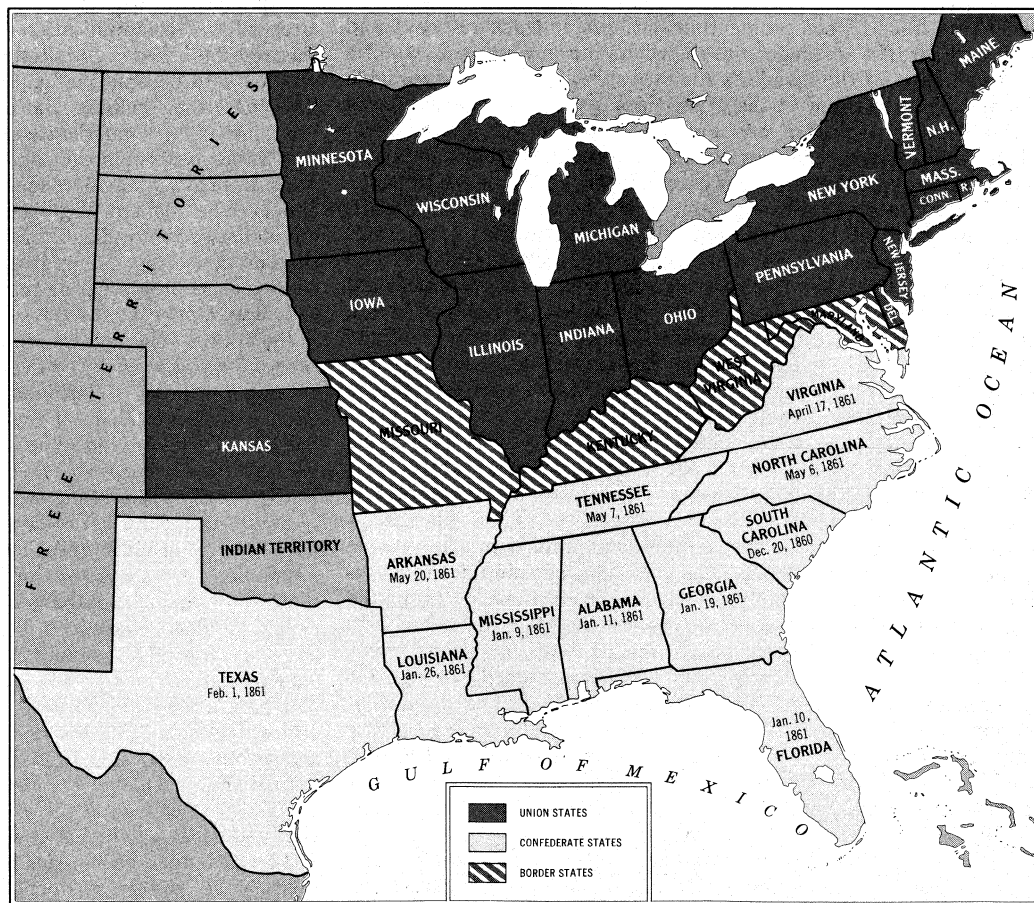 MAINE
VERMONT
N.H.
MINNESOTA
WISCONSIN
MICHIGAN
NEW YORK
MASS.
CONN.
R.I.
IOWA
PENNSYLVANIA
NEW JERSEY
ILLINOIS
INDIANA
OHIO
MARYLAND
DEL.
WEST
VIRGINIA
VIRGINIA
April 17, 1861
KANSAS
MISSOURI
KENTUCKY
NORTH CAROLINA
May 6, 1861
TENNESSEE
May 7, 1861
SOUTH
CAROLINA
Dec. 20, 1860
FREE TERRITORIES
INDIAN TERRITORY
ARKANSAS
May 20, 1861
MISSISSIPPI
Jan. 9, 1861
ALABAMA
Jan. 11, 1861
GEORGIA
Jan. 19, 1861
LOUISIANA
Jan. 26, 1861
TEXAS
Feb. 1, 1861
Jan. 10,
1861
FLORIDA
ATLANTIC OCEAN
GULF OF MEXICO
UNION STATES
CONFEDERATE STATES
BORDER STATES